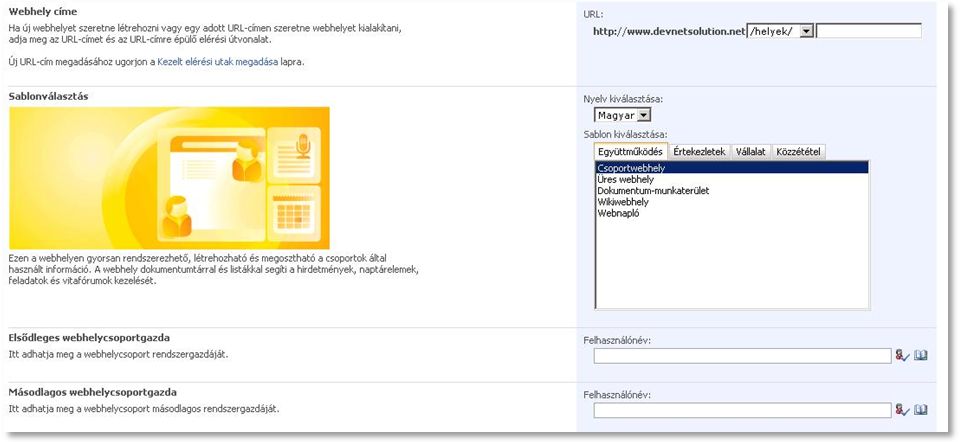 Webhely címe
Ha új webhelyet szeretne létrehozni vagy egy adott URL-címen szeretne webhelyet kialakítani,
adja meg az URL-címet és az URL-címre épülő elérési útvonalat.
Új URL-cím megadásához ugorjon a Kezelt elérési utak megadása lapra.
URL:
http://www.devnetsolution.net /helyek/
Sablonválasztás
Ezen a webhelyen gyorsan rendszerezhető, létrehozható és megosztható a csoportok által
használt információ. A webhely dokumentumtárral és listákkal segíti a hirdetmények, naptárelemek,
feladatok és vitafórumok kezelését.
Nyelv kiválasztása:
Magyar
Sablon kiválasztása:
Együttműködés Értekezletek Vállalat Közzététel
Csoportwebhely
Üres webhely
Dokumentum-munkaterület
Wikiwebhely
Webnapló
Elsődleges webhelycsoportgazda
Itt adhatja meg a webhelycsoport rendszergazdáját.
Felhasználónév:
Másodlagos webhelycsoportgazda
Itt adhatja meg a webhelycsoport másodlagos rendszergazdáját.
Felhasználónév: